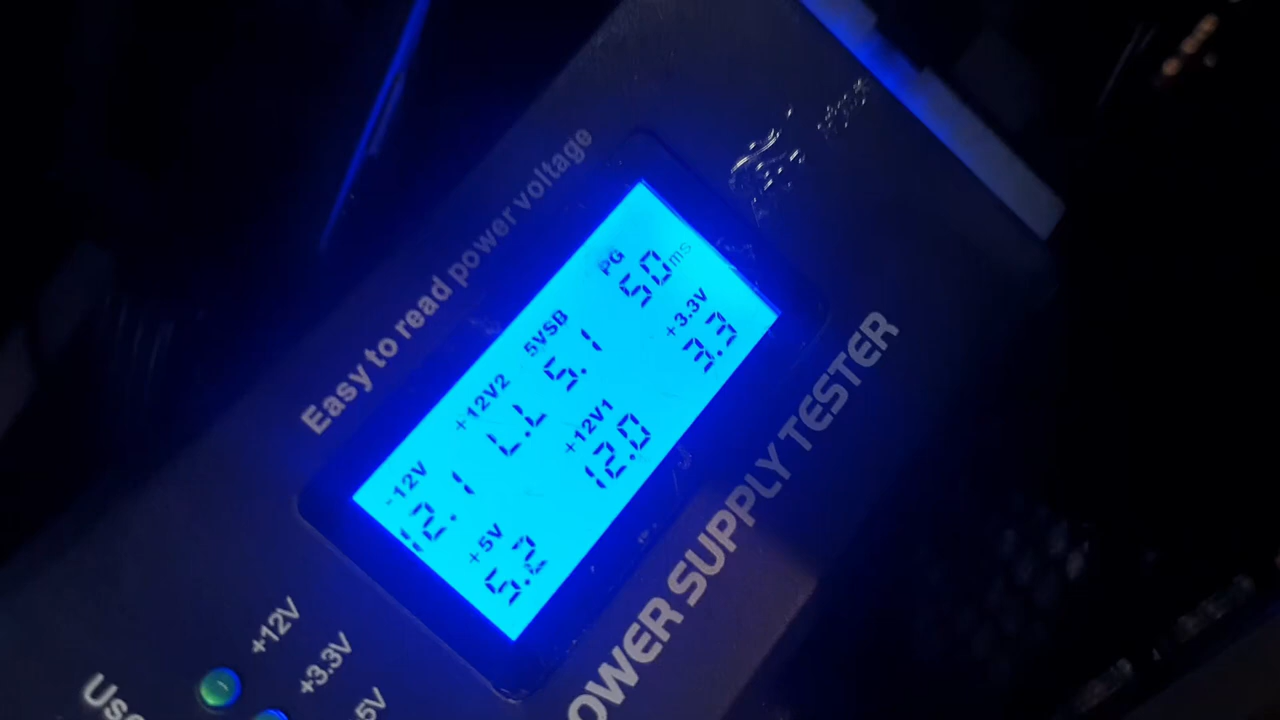 Easy to read power voltage
-12V +12V2 5VSB PG
12.1 LL 5.1 50ms
+5V +12V1 +3.3V
5.2 12.0 3.3
POWER SUPPLY TESTER
+12V
+3.3V